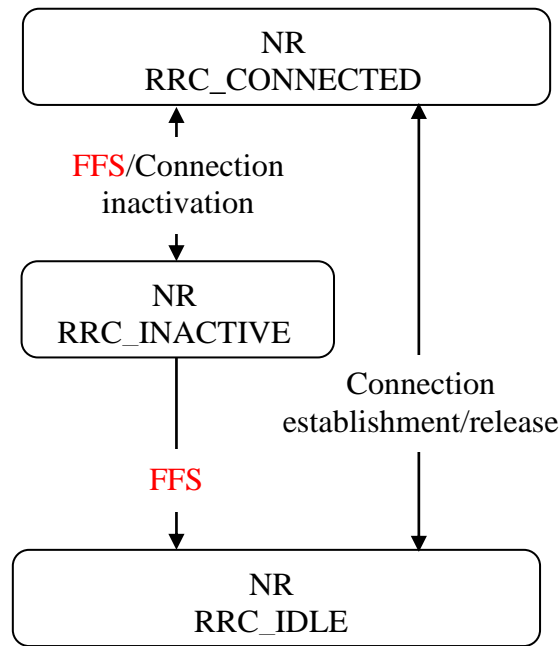 NR
RRC_CONNECTED
FFS/Connection
inactivation
NR
RRC_INACTIVE
Connection
establishment/release
FFS
NR
RRC_IDLE